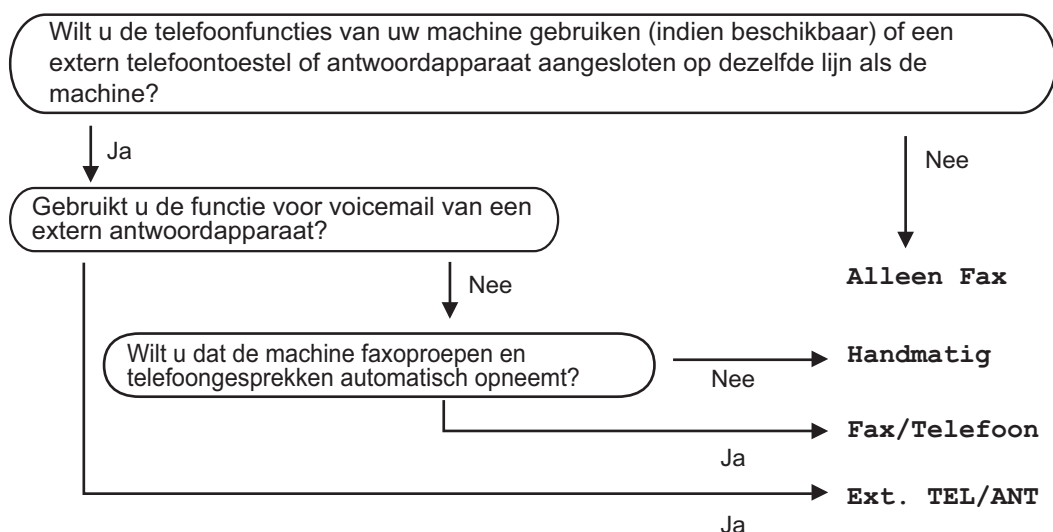 Wilt u de telefoonfuncties van uw machine gebruiken (indien beschikbaar) of een
extern telefoontoestel of antwoordapparaat aangesloten op dezelfde lijn als de
machine?
Ja
Nee
Gebruikt u de functie voor voicemail van een
extern antwoordapparaat?
Nee
Alleen Fax
Wilt u dat de machine faxoproepen en
telefoongesprekken automatisch opneemt?
Nee
Handmatig
Ja
Fax/Telefoon
Ja
Ext. TEL/ANT